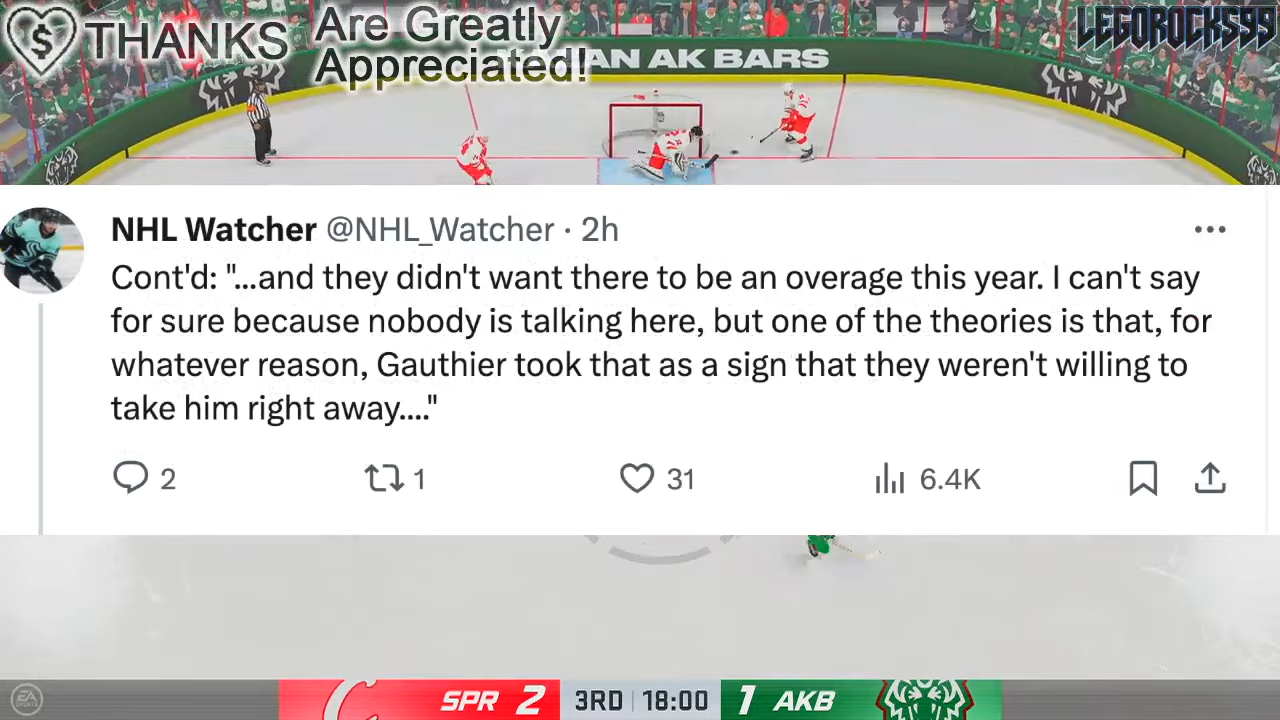 $ THANKS
Are Greatly
Appreciated!
LEGOROCKS99
AN AK BARS
NHL Watcher @NHL_Watcher · 2h
Cont'd: "...and they didn't want there to be an overage this year. I can't say
for sure because nobody is talking here, but one of the theories is that, for
whatever reason, Gauthier took that as a sign that they weren't willing to
take him right away...."
2 1 31 6.4K
EA
SPORTS
SPR 2 3RD 18:00 1 AKB